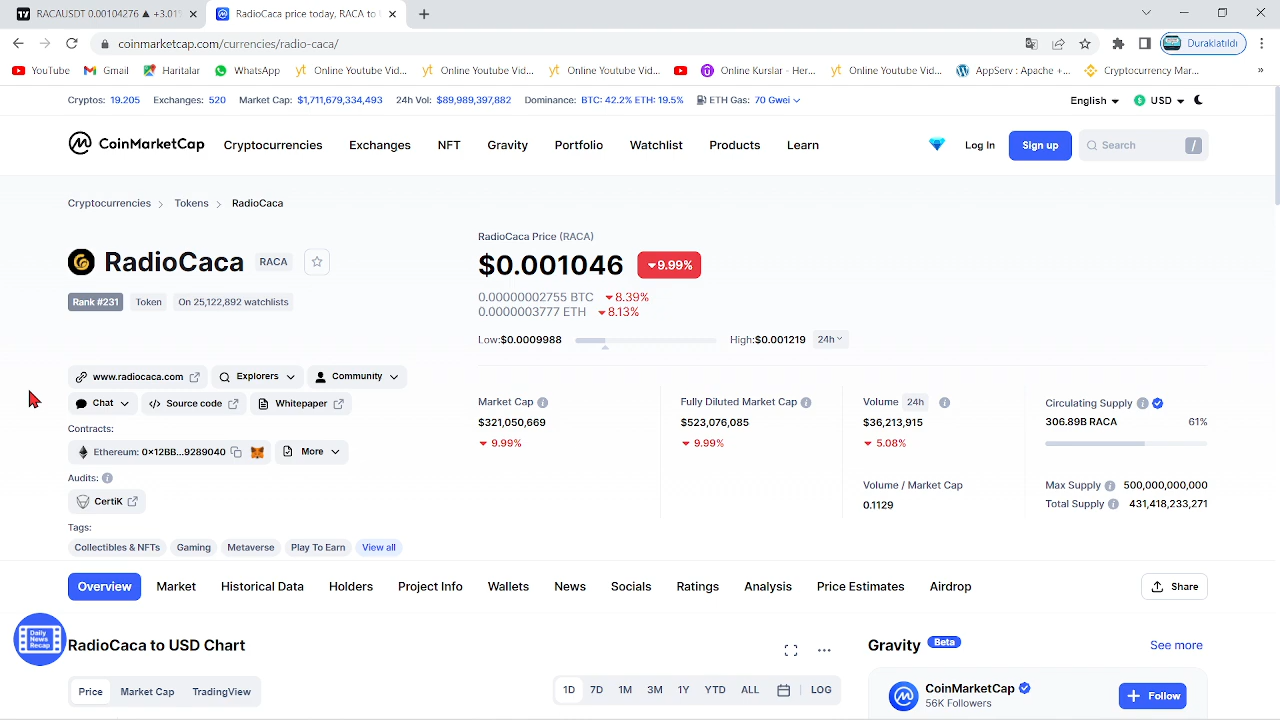 RACAUSDT 0.00104276 ▲ +3.01
RadioCaca price today, RACA to
coinmarketcap.com/currencies/radio-caca/
Duraklatıldı
YouTube Gmail Haritalar WhatsApp Online Youtube Vid... Online Youtube Vid... Online Youtube Vid... Online Kurslar - Her... Online Youtube Vid... AppServ : Apache +... Cryptocurrency Mar... »
Cryptos: 19.205 Exchanges: 520 Market Cap: $1,711,679,334,493 24h Vol: $89,989,397,882 Dominance: BTC: 42.2% ETH: 19.5% ETH Gas: 70 Gwei English USD
CoinMarketCap Cryptocurrencies Exchanges NFT Gravity Portfolio Watchlist Products Learn Log In Sign up Search /
Cryptocurrencies > Tokens > RadioCaca
RadioCaca Price (RACA)
RadioCaca RACA
$0.001046 9.99%
0.00000002755 BTC 8.39%
Rank #231 Token On 25,122,892 watchlists
0.0000003777 ETH 8.13%
Low:$0.0009988 High:$0.001219 24h
www.radiocaca.com Explorers Community
Chat Source code Whitepaper
Contracts:
Ethereum: 0x12BB...9289040 More
Audits:
CertiK
Tags:
Collectibles & NFTs Gaming Metaverse Play To Earn View all
Market Cap
$321,050,669
9.99%
Fully Diluted Market Cap
$523,076,085
9.99%
Volume 24h
$36,213,915
5.08%
Volume / Market Cap
0.1129
Circulating Supply
306.89B RACA 61%
Max Supply 500,000,000,000
Total Supply 431,418,233,271
Overview Market Historical Data Holders Project Info Wallets News Socials Ratings Analysis Price Estimates Airdrop Share
Daily
News
Recap
RadioCaca to USD Chart
Price Market Cap TradingView 1D 7D 1M 3M 1Y YTD ALL LOG
Gravity Beta See more
CoinMarketCap
56K Followers
+ Follow